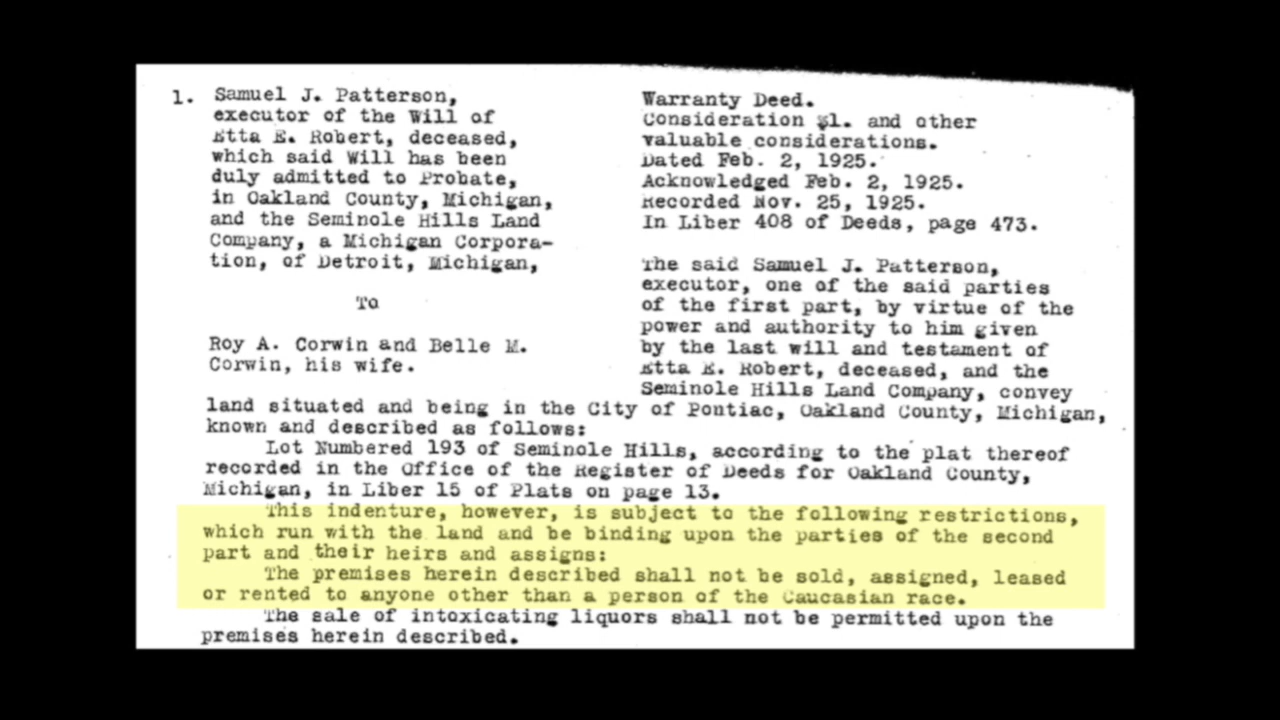 1. Samuel J. Patterson,
executor of the Will of
Etta E. Robert, deceased,
which said Will has been
duly admitted to Probate,
in Oakland County, Michigan,
and the Seminole Hills Land
Company, a Michigan Corpora-
tion, of Detroit, Michigan,
To
Roy A. Corwin and Belle M.
Corwin, his wife.
Warranty Deed.
Consideration $1. and other
valuable considerations.
Dated Feb. 2, 1925.
Acknowledged Feb. 2, 1925.
Recorded Nov. 25, 1925.
In Liber 408 of Deeds, page 473.
The said Samuel J. Patterson,
executor, one of the said parties
of the first part, by virtue of the
power and authority to him given
by the last will and testament of
Etta E. Robert, deceased, and the
Seminole Hills Land Company, convey
land situated and being in the City of Pontiac, Oakland County, Michigan,
known and described as follows:
Lot Numbered 193 of Seminole Hills, according to the plat thereof
recorded in the Office of the Register of Deeds for Oakland County,
Michigan, in Liber 15 of Plats on page 13.
This indenture, however, is subject to the following restrictions,
which run with the land and be binding upon the parties of the second
part and their heirs and assigns:
The premises herein described shall not be sold, assigned, leased
or rented to anyone other than a person of the Caucasian race.
The sale of intoxicating liquors shall not be permitted upon the
premises herein described.